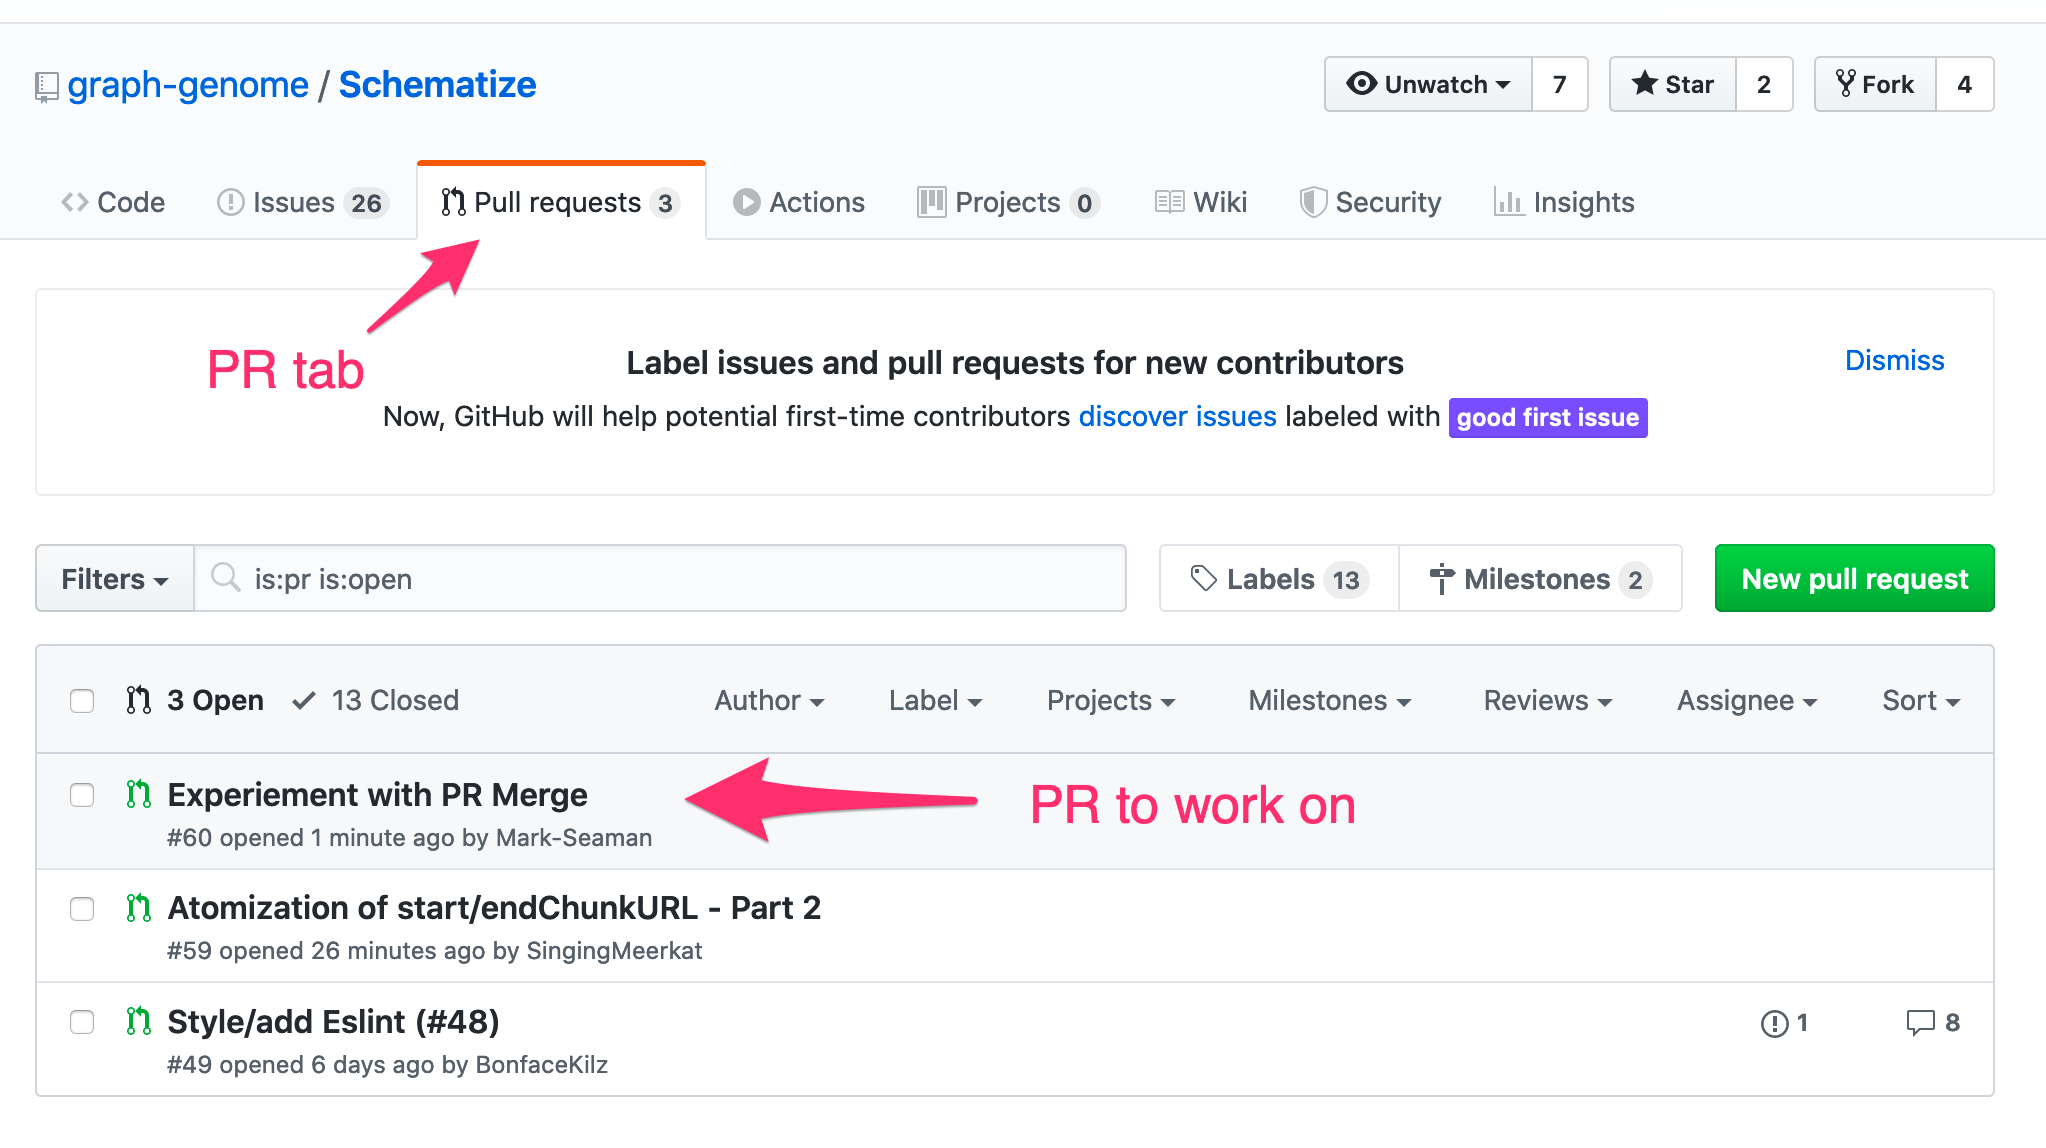 graph-genome / Schematize
Unwatch 7 Star 2 Fork 4
Code Issues 26 Pull requests 3 Actions Projects 0 Wiki Security Insights
PR tab
Label issues and pull requests for new contributors
Dismiss
Now, GitHub will help potential first-time contributors discover issues labeled with good first issue
Filters is:pr is:open Labels 13 Milestones 2 New pull request
3 Open 13 Closed Author Label Projects Milestones Reviews Assignee Sort
Experiement with PR Merge
#60 opened 1 minute ago by Mark-Seaman
PR to work on
Atomization of start/endChunkURL - Part 2
#59 opened 26 minutes ago by SingingMeerkat
Style/add Eslint (#48)
1 8
#49 opened 6 days ago by BonfaceKilz